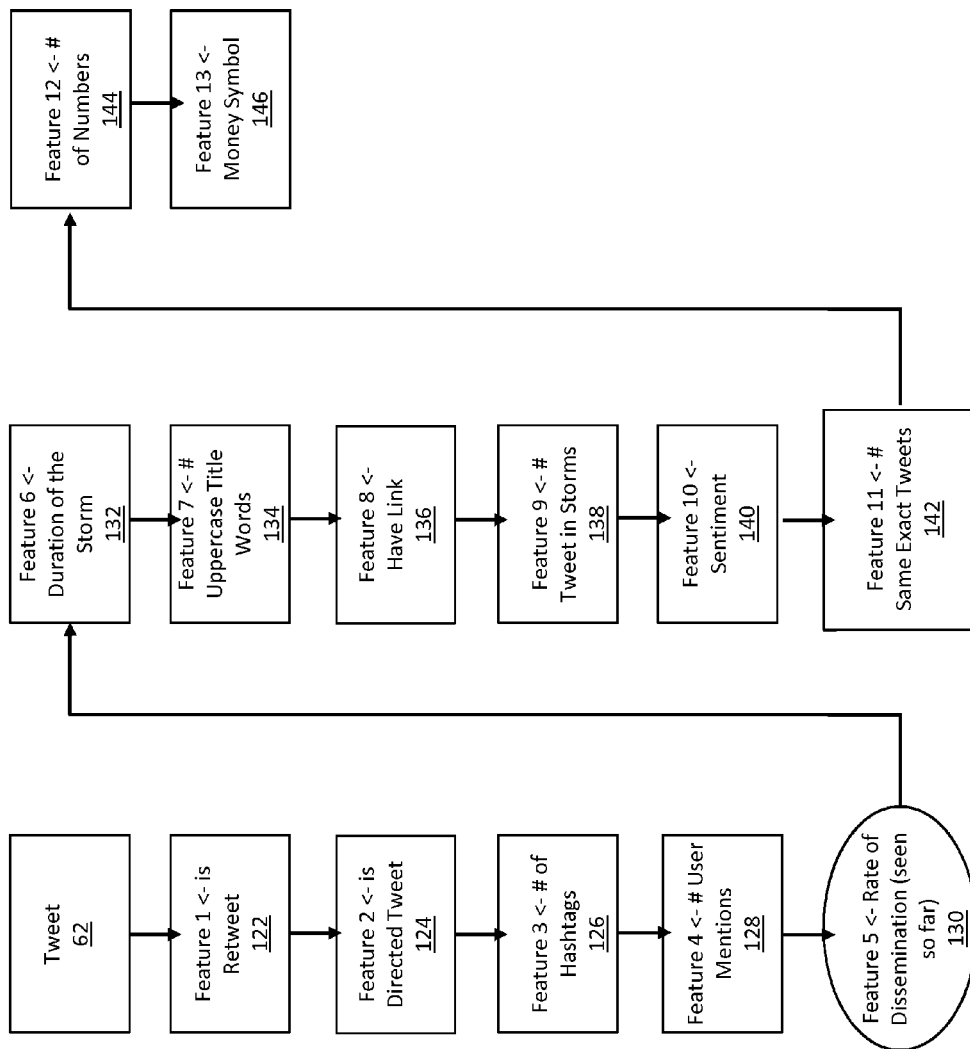 Tweet
62
Feature 1 <- is
Retweet
122
Feature 2 <- is
Directed Tweet
124
Feature 3 <- # of
Hashtags
126
Feature 4 <- # User
Mentions
128
Feature 5 <- Rate of
Dissemination (seen
so far)
130
Feature 6 <-
Duration of the
Storm
132
Feature 7 <- #
Uppercase Title
Words
134
Feature 8 <-
Have Link
136
Feature 9 <- #
Tweet in Storms
138
Feature 10 <-
Sentiment
140
Feature 11 <- #
Same Exact Tweets
142
Feature 12 <- #
of Numbers
144
Feature 13 <-
Money Symbol
146